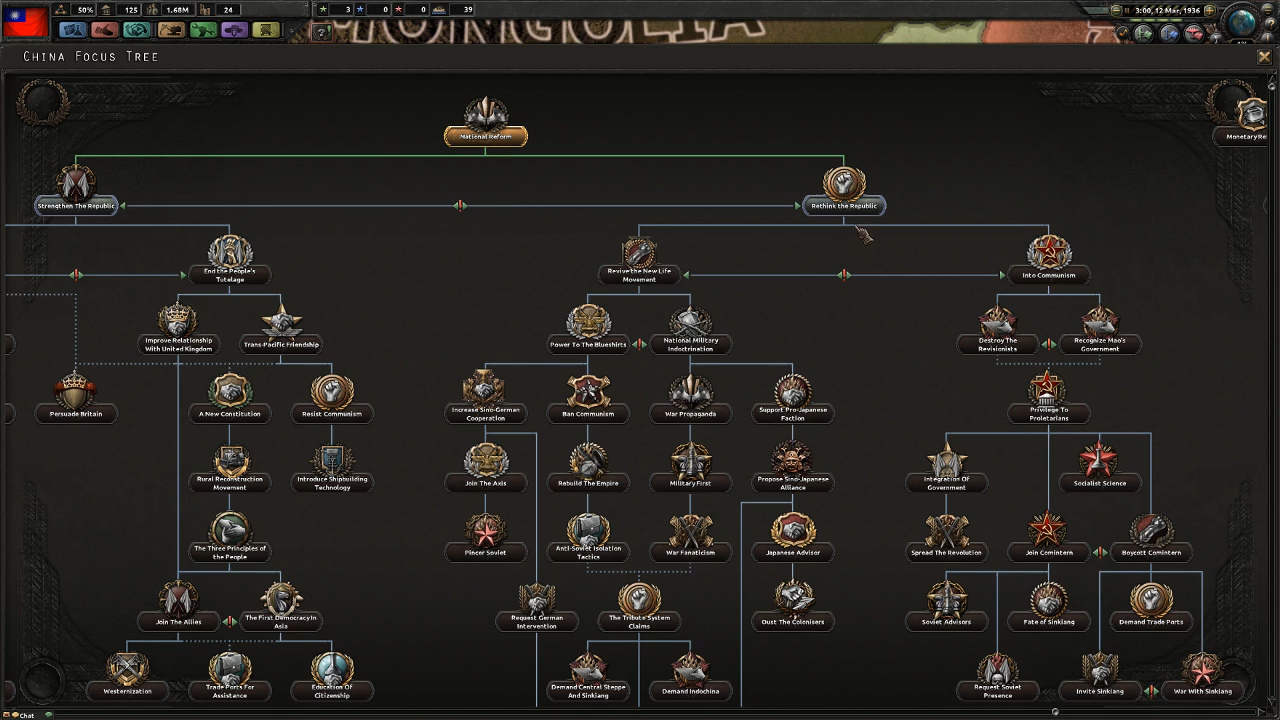 50%
125
1.68M
24
3
0
0
39
3:00, 12 Mar, 1936
China Focus Tree
National Reform
Strengthen The Republic
Rethink the Republic
End the People's
Tutelage
Revive the New Life
Movement
Into Communism
Improve Relationship
With United Kingdom
Trans-Pacific Friendship
Power To The Blueshirts
National Military
Indoctrination
Destroy The
Revisionists
Recognize Mao's
Government
Persuade Britain
A New Constitution
Resist Communism
Increase Sino-German
Cooperation
Ban Communism
War Propaganda
Support Pro-Japanese
Faction
Privilege To
Proletarians
Rural Reconstruction
Movement
Introduce Shipbuilding
Technology
Join The Axis
Rebuild The Empire
Military First
Propose Sino-Japanese
Alliance
Integration Of
Government
Socialist Science
The Three Principles of
the People
Pincer Soviet
Anti-Soviet Isolation
Tactics
War Fanaticism
Japanese Advisor
Spread The Revolution
Join Comintern
Boycott Comintern
Join The Allies
The First Democracy In
Asia
Request German
Intervention
The Tribute System
Claims
Oust The Colonisers
Soviet Advisors
Fate of Sinkiang
Demand Trade Ports
Westernization
Trade Ports For
Assistance
Education Of
Citizenship
Demand Central Steppe
And Sinkiang
Demand Indochina
Request Soviet
Presence
Invite Sinkiang
War With Sinkiang
Chat